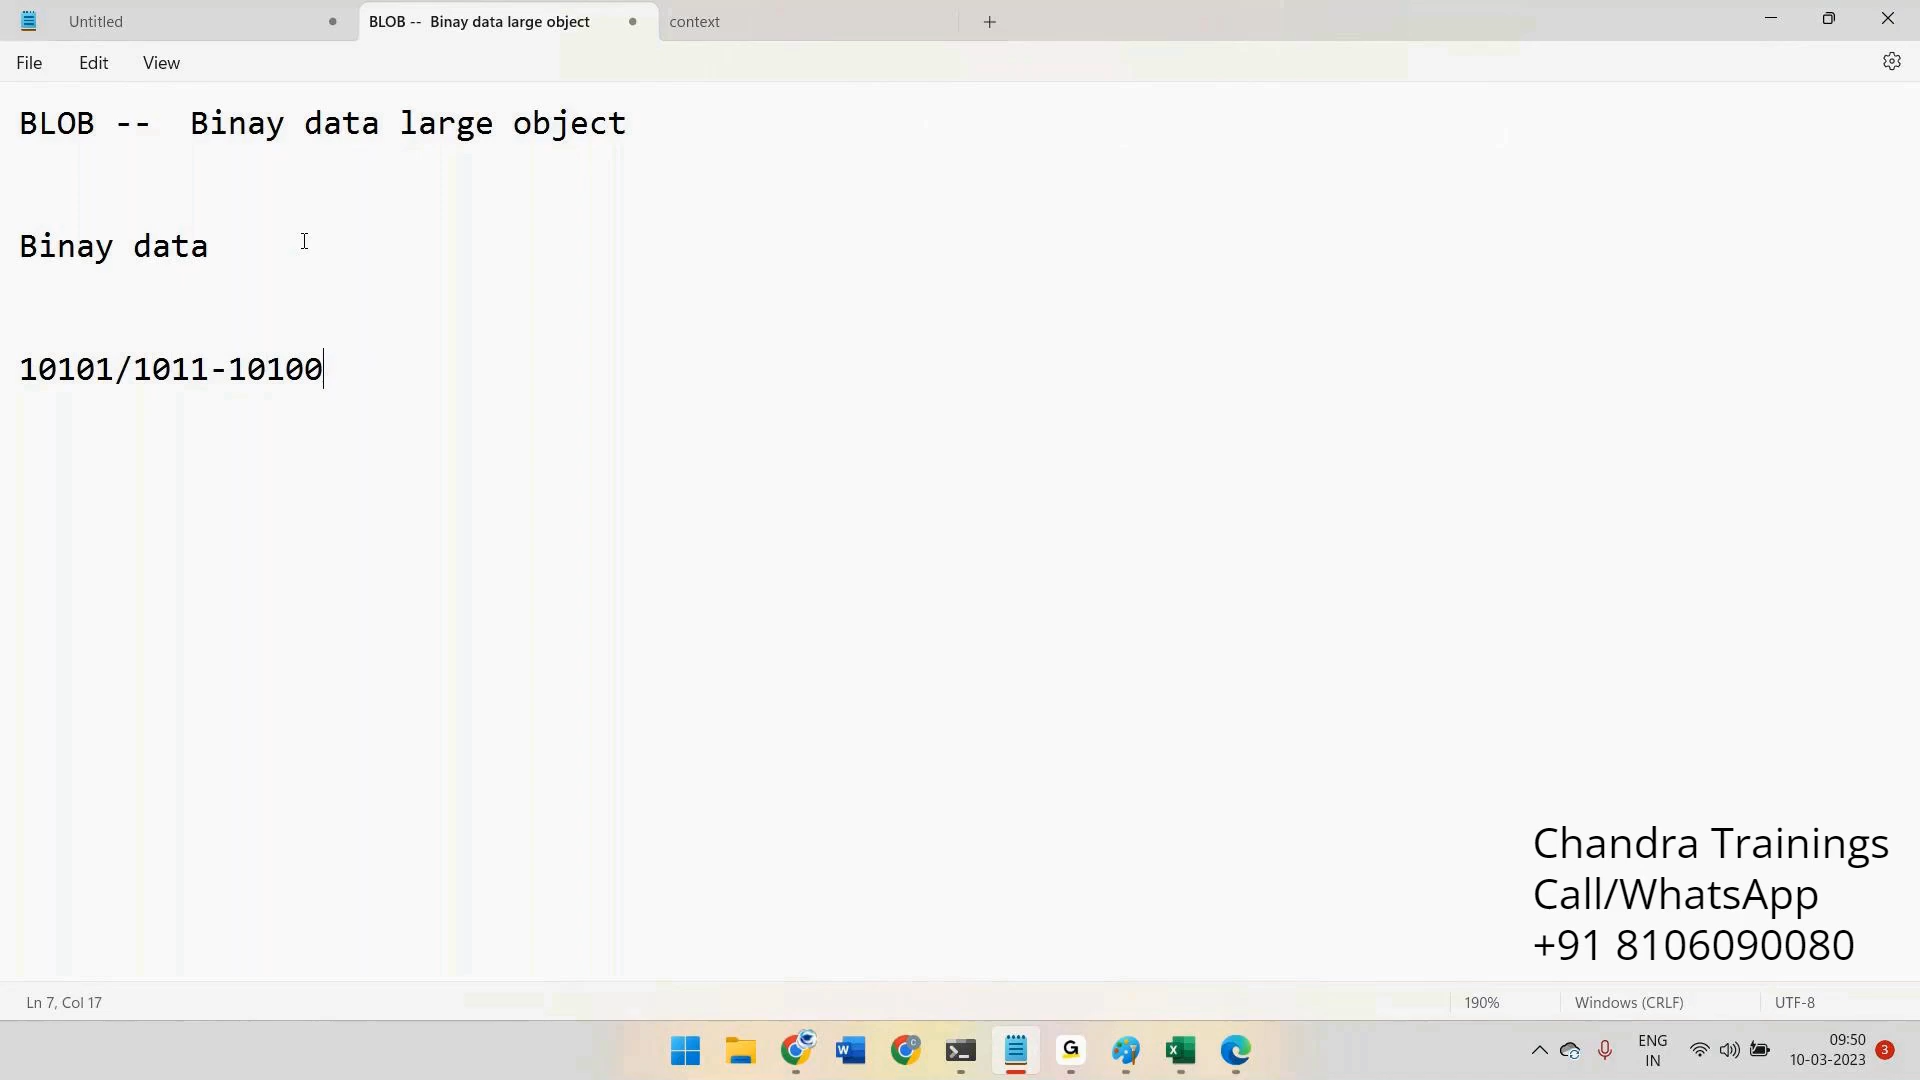 Untitled
BLOB -- Binay data large object
context
File Edit View
BLOB -- Binay data large object
Binay data
10101/1011-10100
Chandra Trainings
Call/WhatsApp
+91 8106090080
Ln 7, Col 17
190%
Windows (CRLF)
UTF-8
ENG
IN
09:50
10-03-2023
3